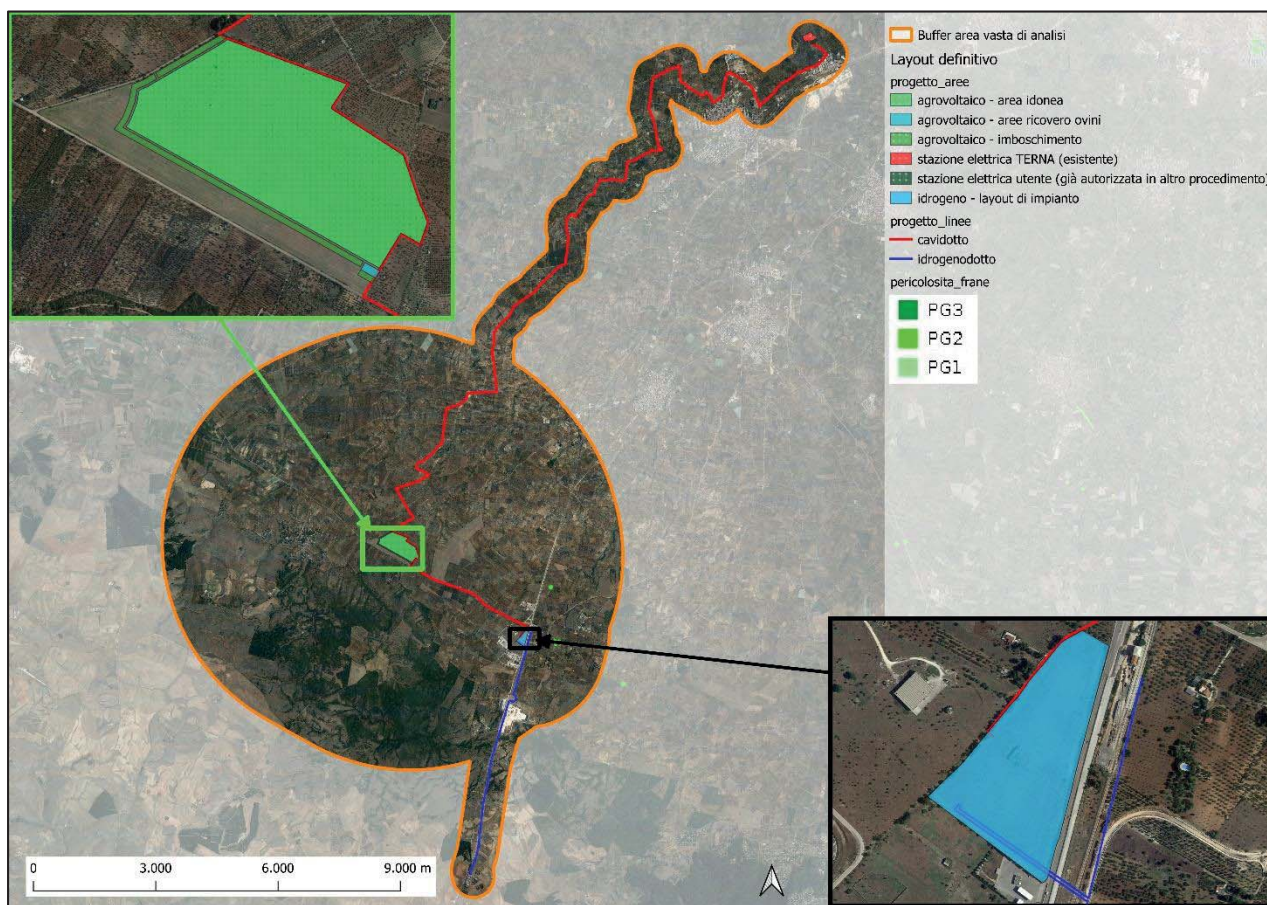 Buffer area vasta di analisi
Layout definitivo
progetto_aree
agrovoltaico - area idonea
agrovoltaico - aree ricovero ovini
agrovoltaico - imboschimento
stazione elettrica TERNA (esistente)
stazione elettrica utente (già autorizzata in altro procedimento)
idrogeno - layout di impianto
progetto_linee
cavidotto
idrogenodotto
pericolosita_frane
PG3
PG2
PG1
0 3.000 6.000 9.000 m